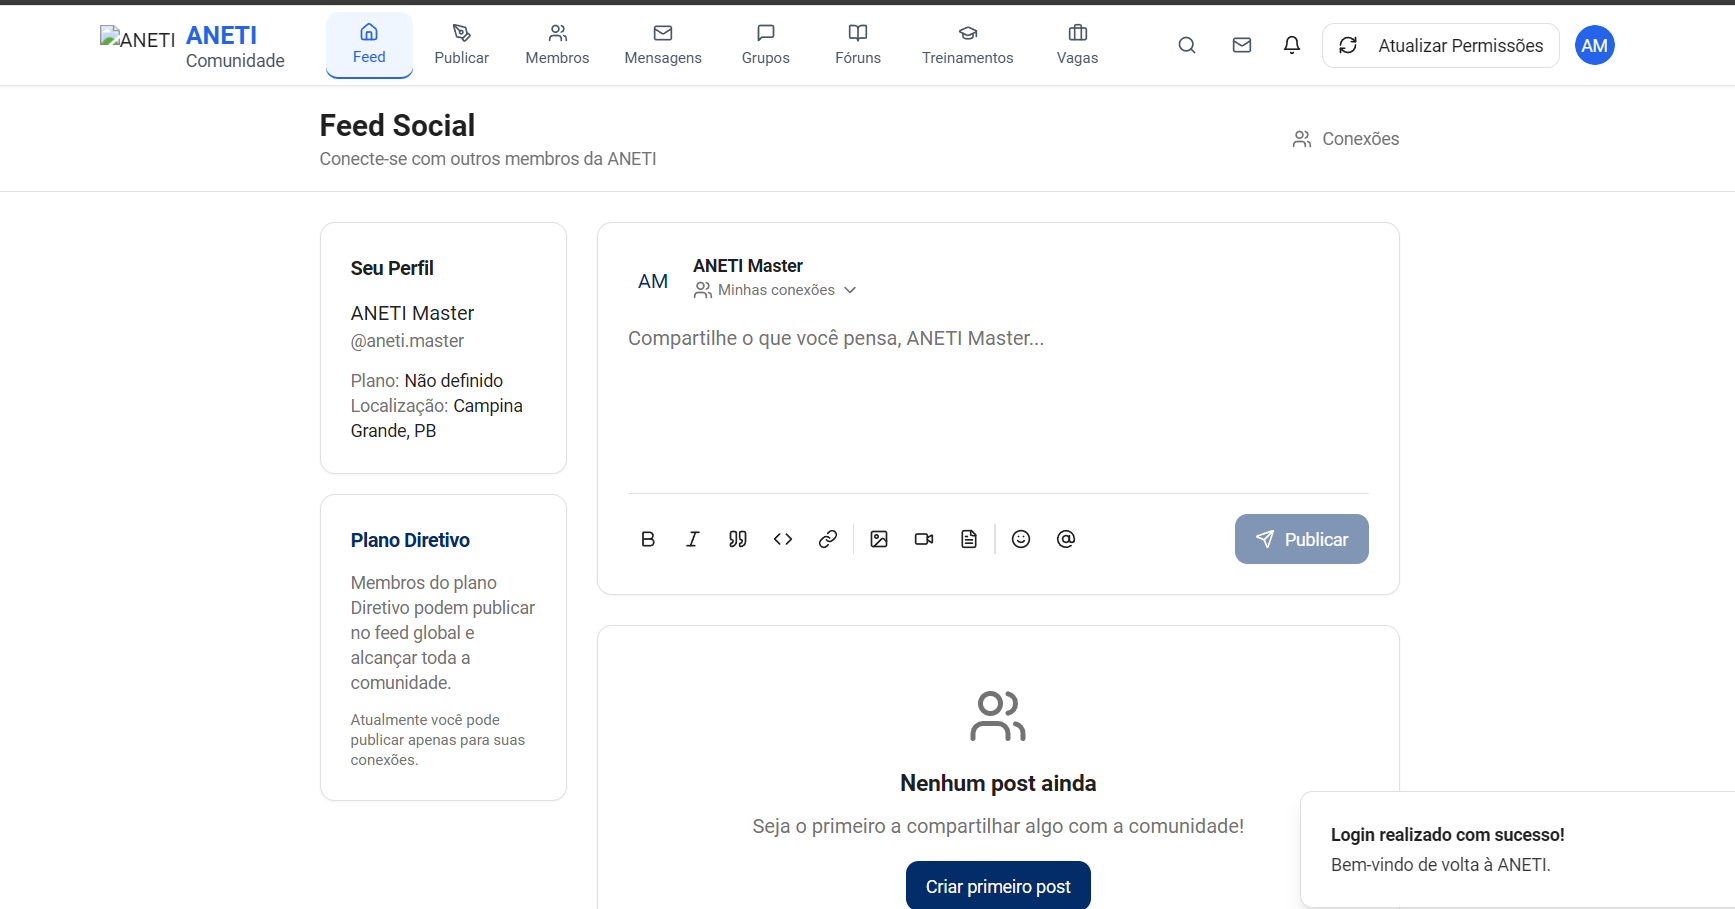 ANETI
ANETI
Comunidade
Feed
Publicar
Membros
Mensagens
Grupos
Fóruns
Treinamentos
Vagas
Atualizar Permissões
AM
Feed Social
Conecte-se com outros membros da ANETI
Conexões
Seu Perfil
ANETI Master
@aneti.master
Plano: Não definido
Localização: Campina
Grande, PB
Plano Diretivo
Membros do plano
Diretivo podem publicar
no feed global e
alcançar toda a
comunidade.
Atualmente você pode
publicar apenas para suas
conexões.
AM
ANETI Master
Minhas conexões
Compartilhe o que você pensa, ANETI Master...
Publicar
Nenhum post ainda
Seja o primeiro a compartilhar algo com a comunidade!
Criar primeiro post
Login realizado com sucesso!
Bem-vindo de volta à ANETI.